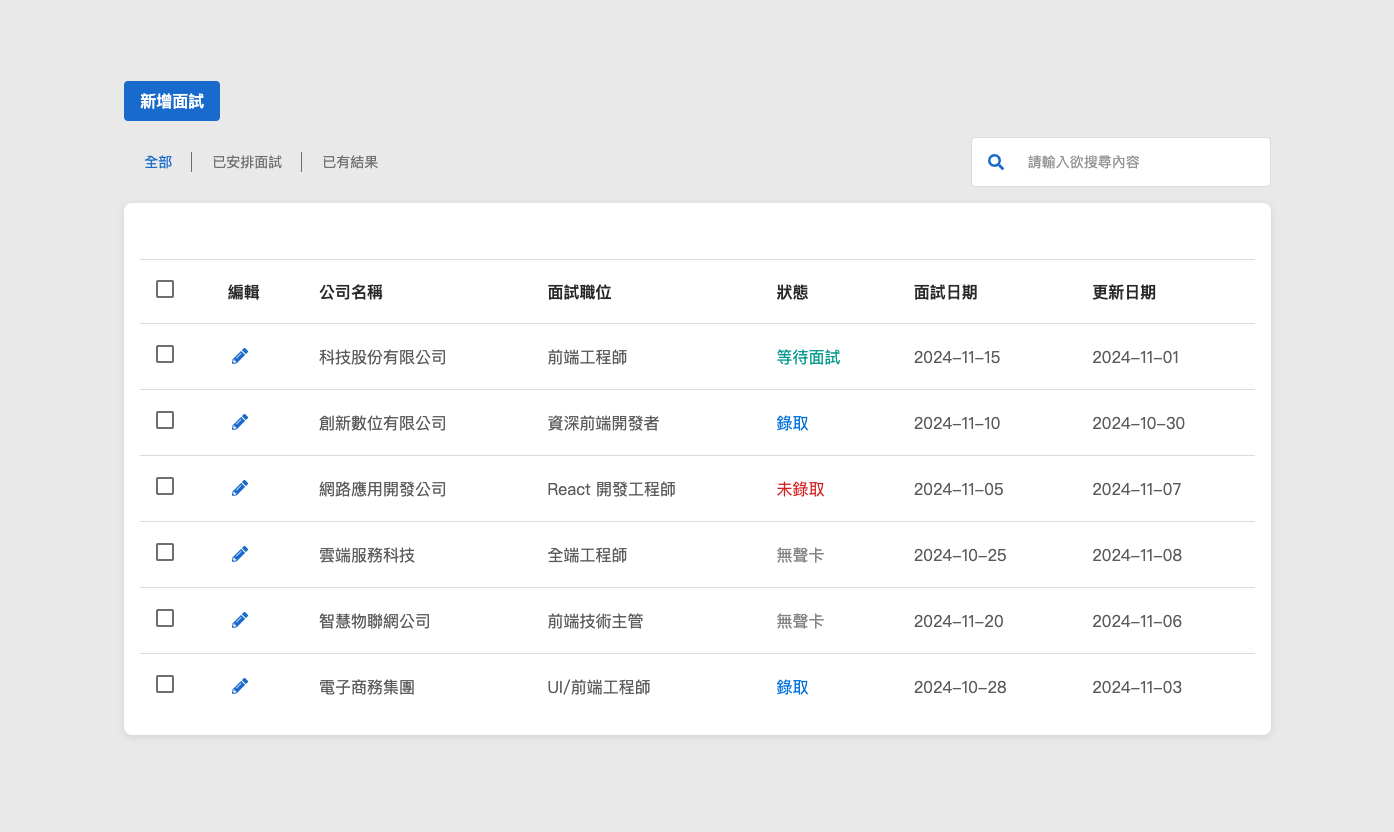 新增面試
全部 已安排面試 已有結果 請輸入欲搜尋內容
編輯 公司名稱 面試職位 狀態 面試日期 更新日期
科技股份有限公司 前端工程師 等待面試 2024-11-15 2024-11-01
創新數位有限公司 資深前端開發者 錄取 2024-11-10 2024-10-30
網路應用開發公司 React 開發工程師 未錄取 2024-11-05 2024-11-07
雲端服務科技 全端工程師 無聲卡 2024-10-25 2024-11-08
智慧物聯網公司 前端技術主管 無聲卡 2024-11-20 2024-11-06
電子商務集團 UI/前端工程師 錄取 2024-10-28 2024-11-03